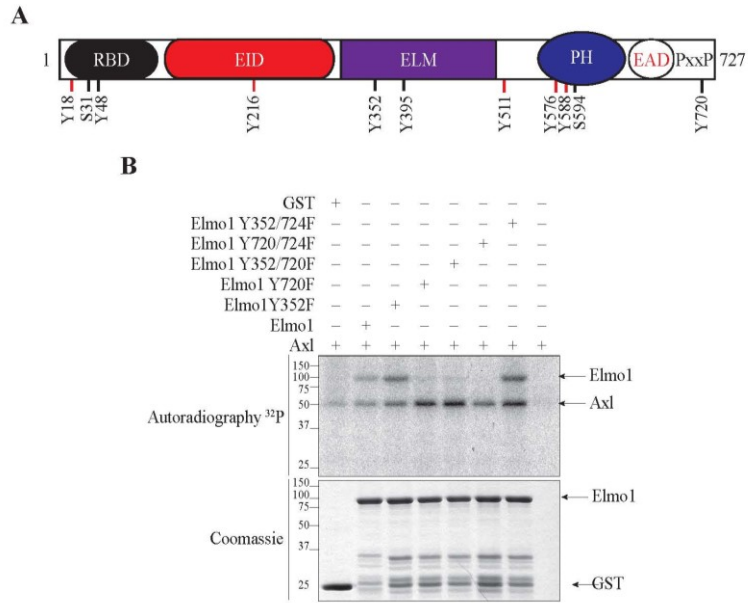 A
1 RBD EID ELM PH EAD PxxP 727
Y18 S31 Y48 Y216 Y352 Y395 Y511 Y576 Y588 S594 Y720
B
GST + – – – – – – –
Elmo1 Y352/724F – – – – – – + –
Elmo1 Y720/724F – – – – – + – –
Elmo1 Y352/720F – – – – + – – –
Elmo1 Y720F – – – + – – – –
Elmo1Y352F – – + – – – – –
Elmo1 – + – – – – – –
Axl + + + + + + + +
150
100 Elmo1
75
50 Axl
Autoradiography ³²P
37
25
150
100 Elmo1
75
50
Coomassie
37
25 GST